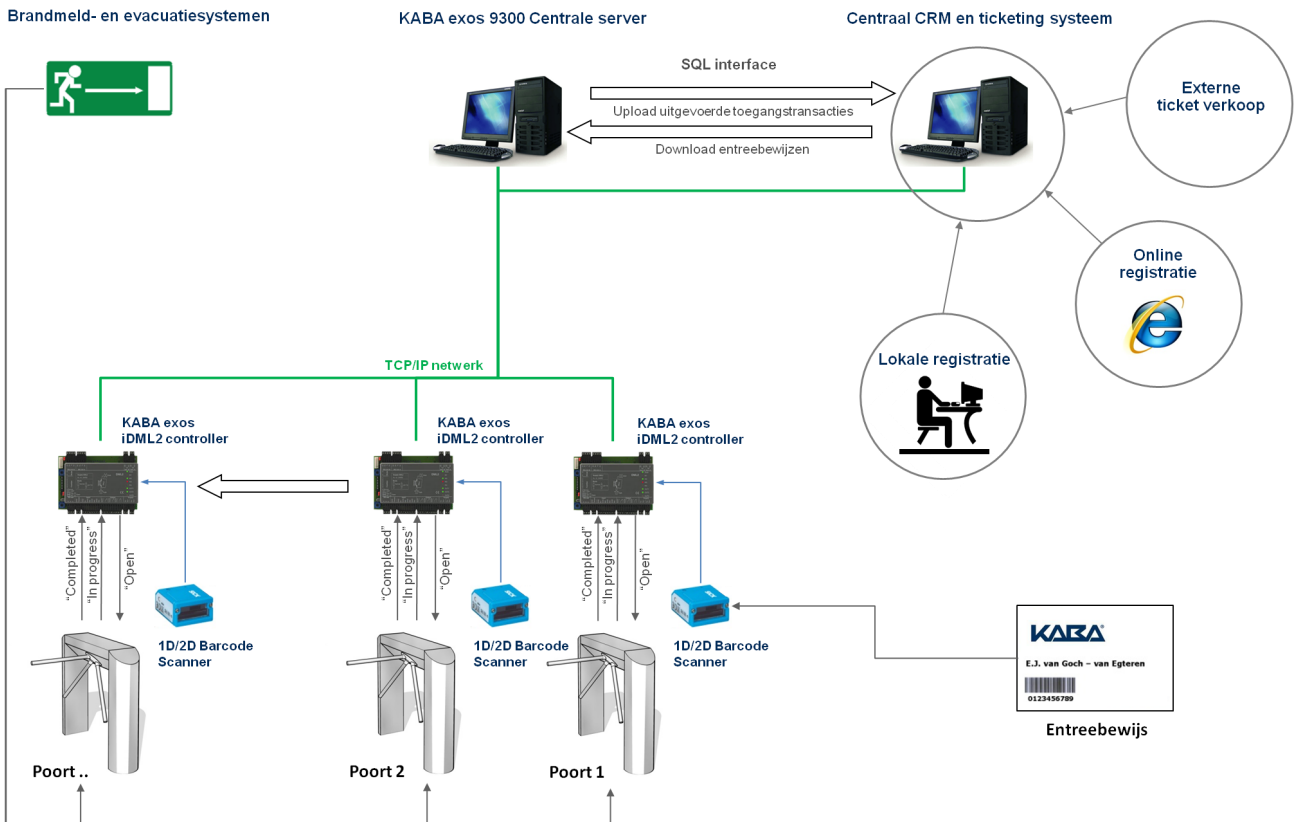 Brandmeld- en evacuatiesystemen
KABA exos 9300 Centrale server
Centraal CRM en ticketing systeem
SQL interface
Upload uitgevoerde toegangstransacties
Download entreebewijzen
Externe
ticket verkoop
Online
registratie
Lokale registratie
TCP/IP netwerk
KABA exos
iDML2 controller
KABA exos
iDML2 controller
KABA exos
iDML2 controller
“Completed”
“In progress”
“Open”
“Completed”
“In progress”
“Open”
“Completed”
“In progress”
“Open”
1D/2D Barcode
Scanner
1D/2D Barcode
Scanner
1D/2D Barcode
Scanner
KABA
E.J. van Goch – van Egteren
0123456789
Entreebewijs
Poort ..
Poort 2
Poort 1